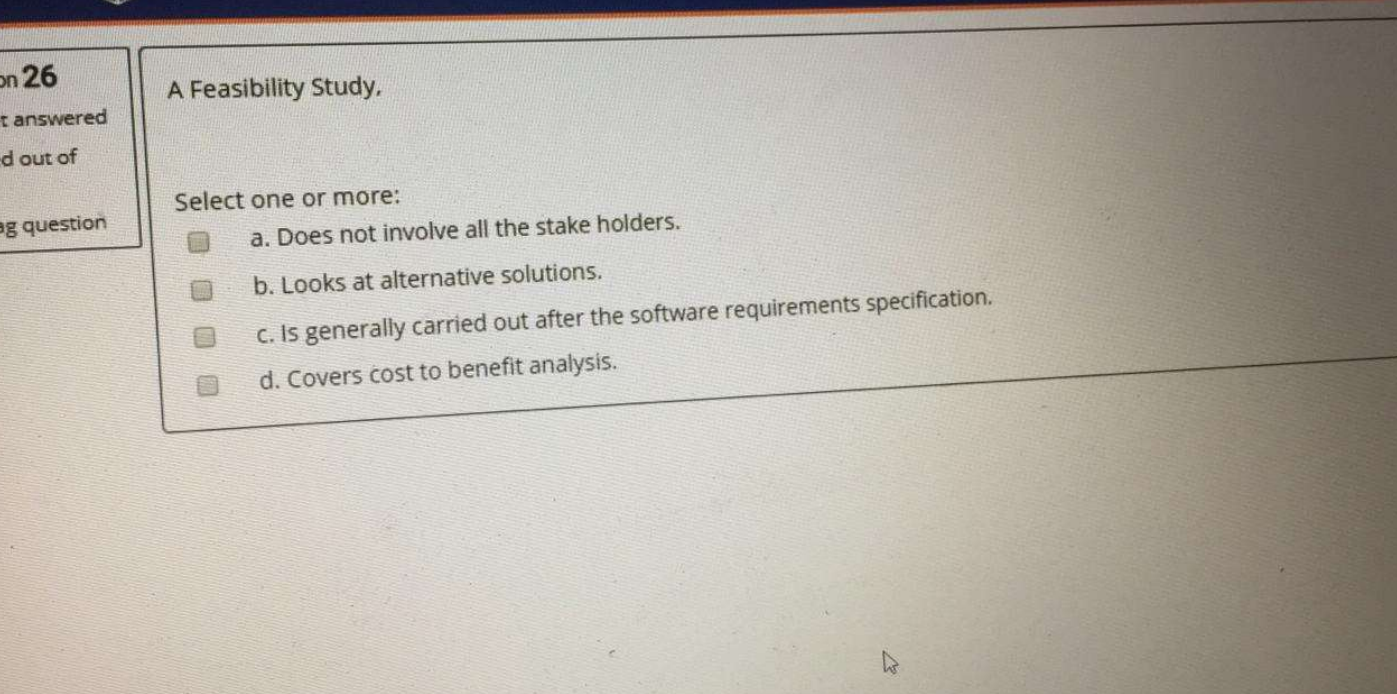 on 26
t answered
d out of
ag question
A Feasibility Study,
Select one or more:
a. Does not involve all the stake holders.
b. Looks at alternative solutions.
c. Is generally carried out after the software requirements specification.
d. Covers cost to benefit analysis.